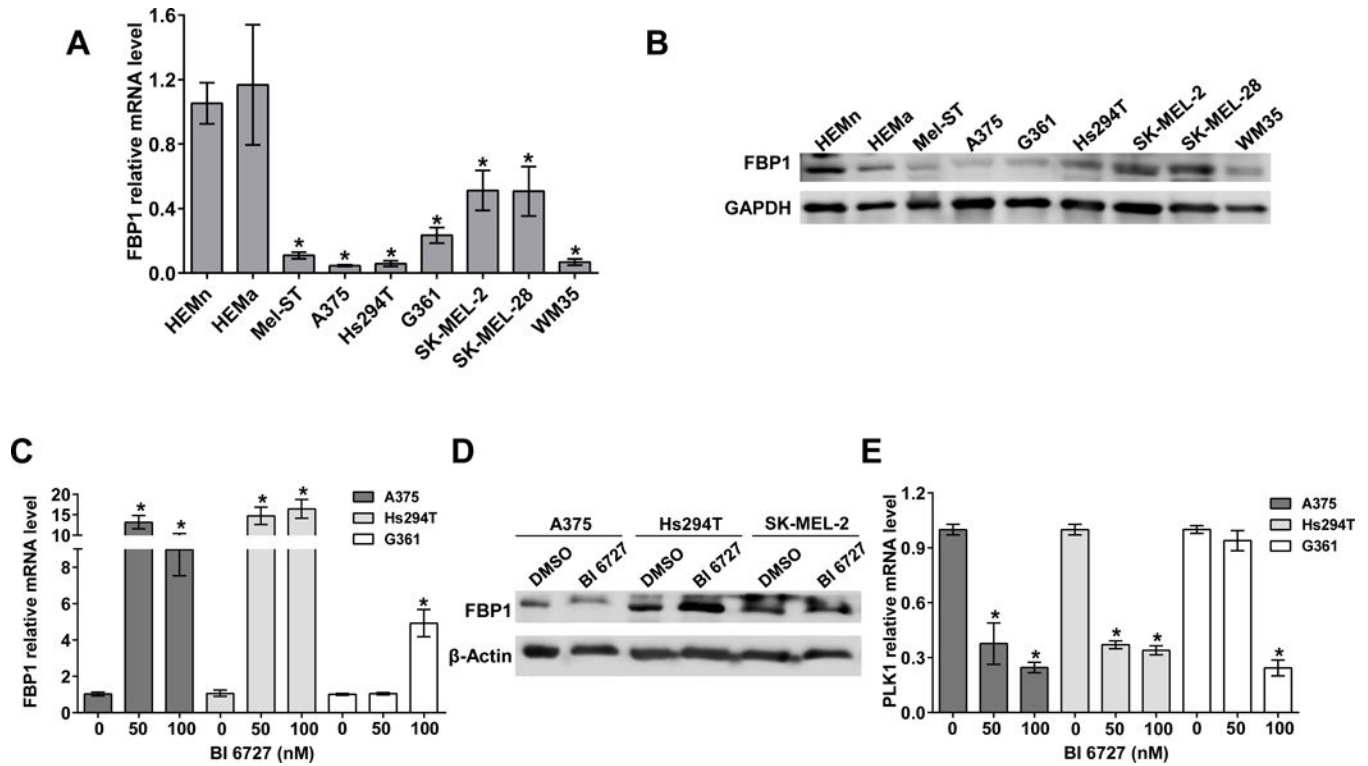 A
FBP1 relative mRNA level
1.6
1.2
0.8
0.4
0.0
* * * * * * *
HEMn HEMa Mel-ST A375 Hs294T G361 SK-MEL-2 SK-MEL-28 WM35
B
HEMn HEMa Mel-ST A375 G361 Hs294T SK-MEL-2 SK-MEL-28 WM35
FBP1
GAPDH
C
FBP1 relative mRNA level
20
15
10
8
6
4
2
0
* * * * *
A375
Hs294T
G361
0 50 100 0 50 100 0 50 100
BI 6727 (nM)
D
A375 Hs294T SK-MEL-2
DMSO BI 6727 DMSO BI 6727 DMSO BI 6727
FBP1
β-Actin
E
PLK1 relative mRNA level
1.2
0.9
0.6
0.3
0.0
* * * * *
A375
Hs294T
G361
0 50 100 0 50 100 0 50 100
BI 6727 (nM)